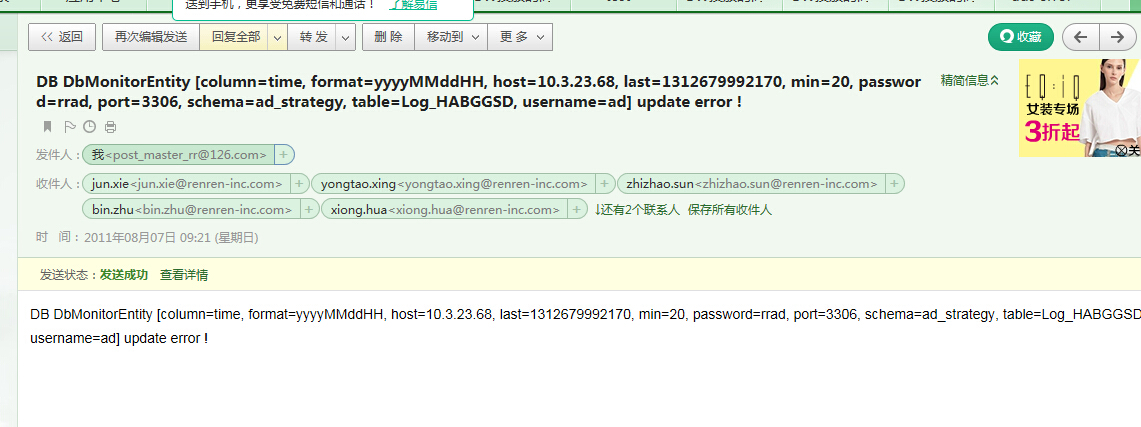 送到手机，更享受免费短信和通话！ 了解易信
返回 再次编辑发送 回复全部 转 发 删 除 移动到 更 多 收藏
DB DbMonitorEntity [column=time, format=yyyyMMddHH, host=10.3.23.68, last=1312679992170, min=20, passwor
d=rrad, port=3306, schema=ad_strategy, table=Log_HABGGSD, username=ad] update error !
精简信息
女装专场
3折起
关
发件人：我<post_master_rr@126.com>
收件人：jun.xie<jun.xie@renren-inc.com> yongtao.xing<yongtao.xing@renren-inc.com> zhizhao.sun<zhizhao.sun@renren-inc.com>
bin.zhu<bin.zhu@renren-inc.com> xiong.hua<xiong.hua@renren-inc.com> ↓还有2个联系人 保存所有收件人
时 间：2011年08月07日 09:21 (星期日)
发送状态：发送成功 查看详情
DB DbMonitorEntity [column=time, format=yyyyMMddHH, host=10.3.23.68, last=1312679992170, min=20, password=rrad, port=3306, schema=ad_strategy, table=Log_HABGGSD
username=ad] update error !